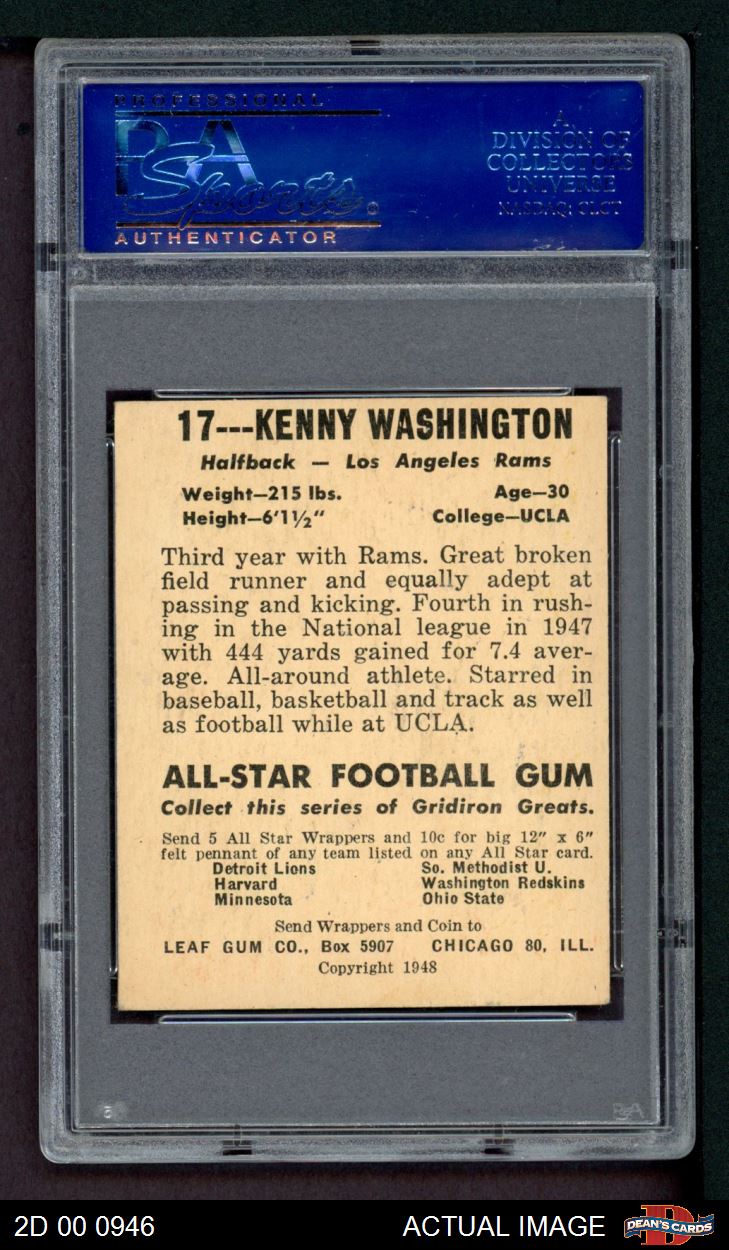 PROFESSIONAL
PSA
Sports
AUTHENTICATOR
A
DIVISION OF
COLLECTORS
UNIVERSE
NASDAQ: CLCT
17---KENNY WASHINGTON
Halfback — Los Angeles Rams
Weight—215 lbs. Age—30
Height—6'1½" College—UCLA
Third year with Rams. Great broken
field runner and equally adept at
passing and kicking. Fourth in rush-
ing in the National league in 1947
with 444 yards gained for 7.4 aver-
age. All-around athlete. Starred in
baseball, basketball and track as well
as football while at UCLA.
ALL-STAR FOOTBALL GUM
Collect this series of Gridiron Greats.
Send 5 All Star Wrappers and 10c for big 12" x 6"
felt pennant of any team listed on any All Star card.
Detroit Lions So. Methodist U.
Harvard Washington Redskins
Minnesota Ohio State
Send Wrappers and Coin to
LEAF GUM CO., Box 5907 CHICAGO 80, ILL.
Copyright 1948
PSA
2D 00 0946 ACTUAL IMAGE
DEAN'S CARDS